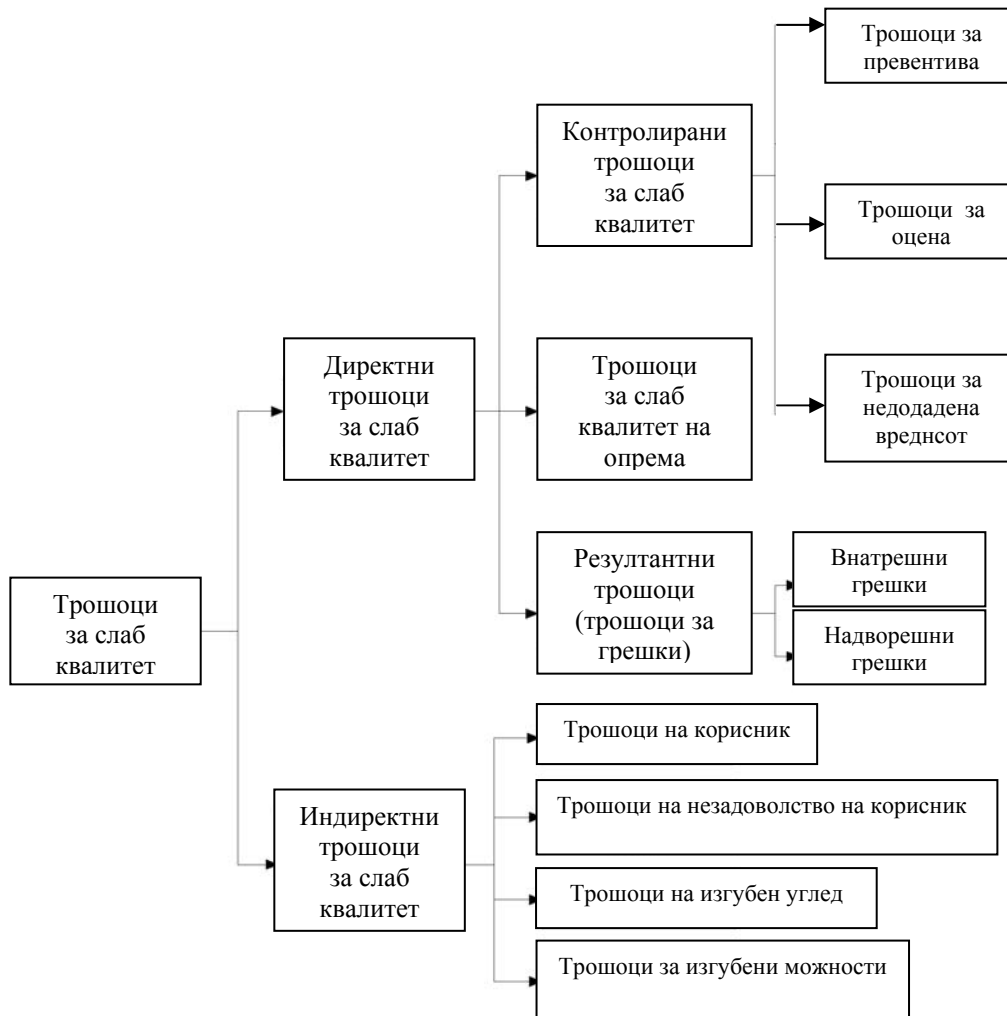 Трошоци за
превентива
Контролирани
трошоци
за слаб
квалитет
Трошоци за
оцена
Директни
трошоци
за слаб
квалитет
Трошоци
за слаб
квалитет на
опрема
Трошоци за
недодадена
вреднсот
Резултантни
трошоци
(трошоци за
грешки)
Внатрешни
грешки
Надворешни
грешки
Трошоци
за слаб
квалитет
Индиректни
трошоци
за слаб
квалитет
Трошоци на корисник
Трошоци на незадоволство на корисник
Трошоци на изгубен углед
Трошоци за изгубени можности